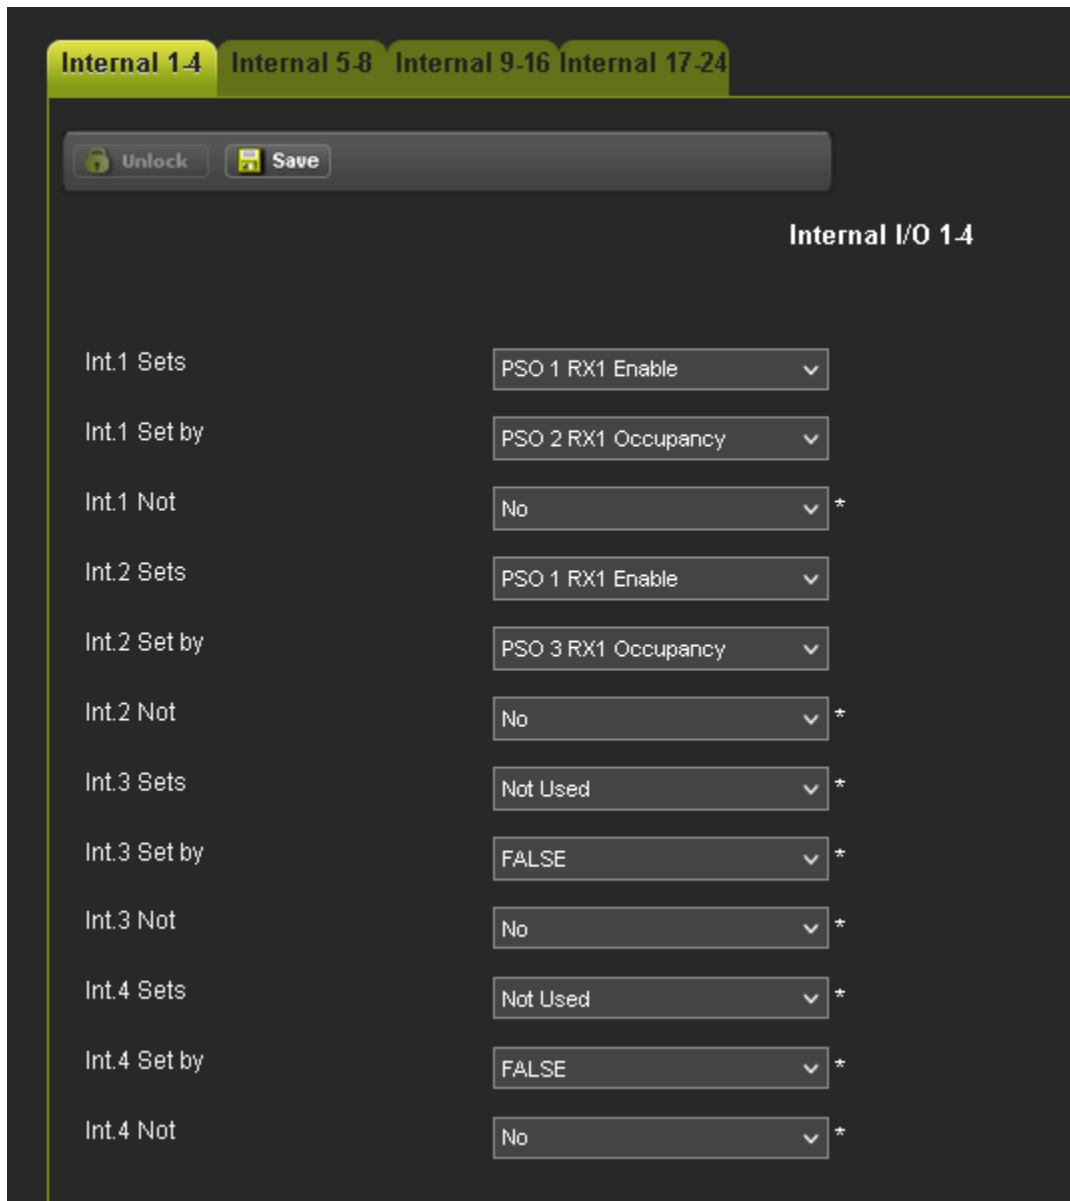 Internal 1-4 Internal 5-8 Internal 9-16 Internal 17-24
Unlock Save
Internal I/O 1-4
Int.1 Sets PSO 1 RX1 Enable
Int.1 Set by PSO 2 RX1 Occupancy
Int.1 Not No *
Int.2 Sets PSO 1 RX1 Enable
Int.2 Set by PSO 3 RX1 Occupancy
Int.2 Not No *
Int.3 Sets Not Used *
Int.3 Set by FALSE *
Int.3 Not No *
Int.4 Sets Not Used *
Int.4 Set by FALSE *
Int.4 Not No *